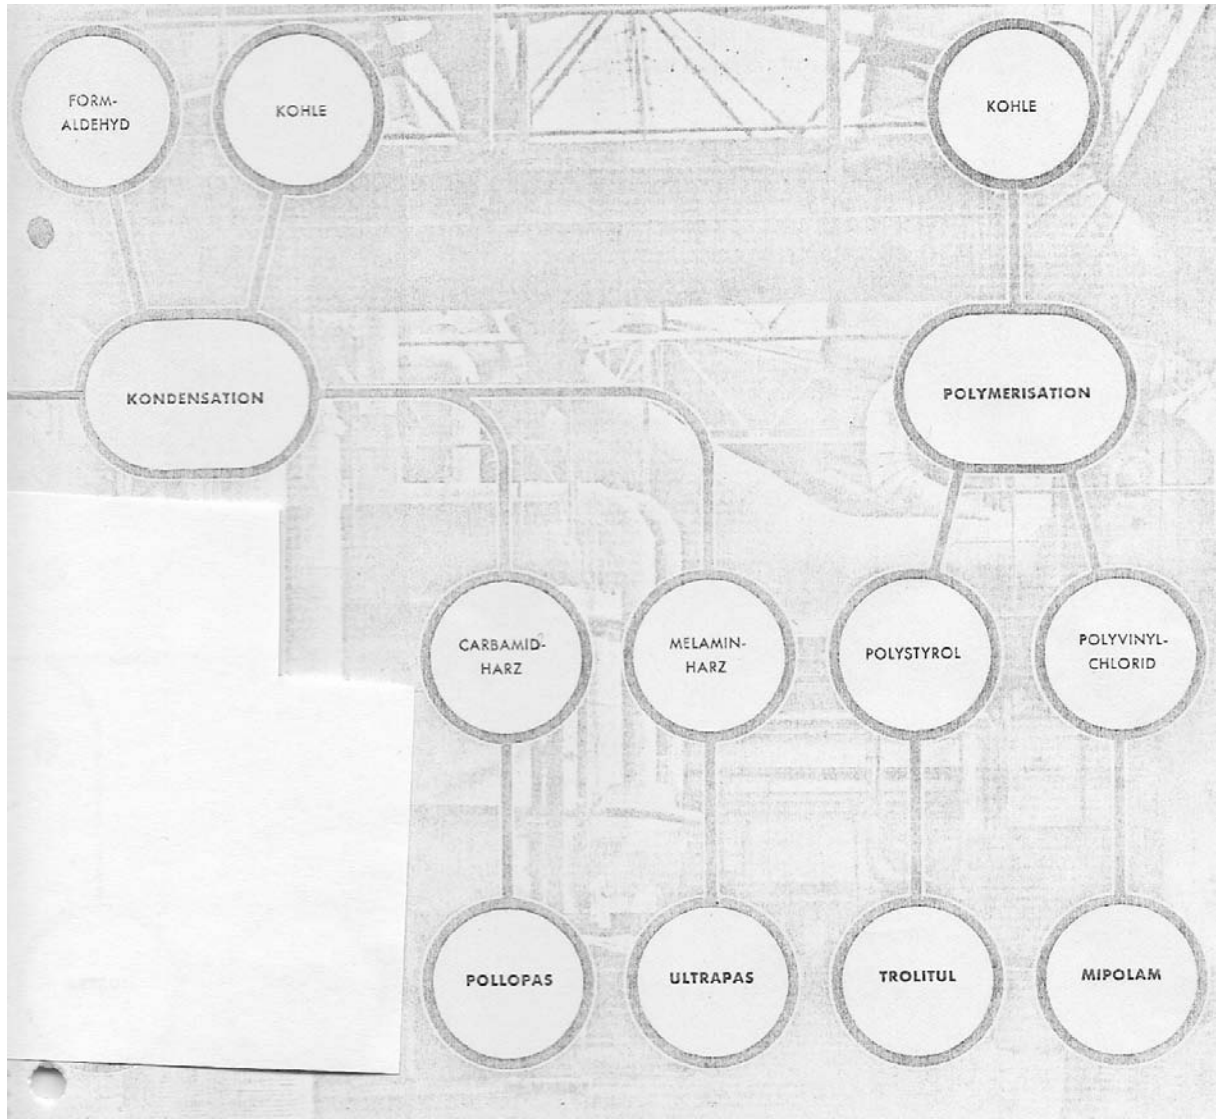 FORM-
ALDEHYD
KOHLE
KOHLE
KONDENSATION
POLYMERISATION
CARBAMID-
HARZ
MELAMIN-
HARZ
POLYSTYROL
POLYVINYL-
CHLORID
POLLOPAS
ULTRAPAS
TROLITUL
MIPOLAM